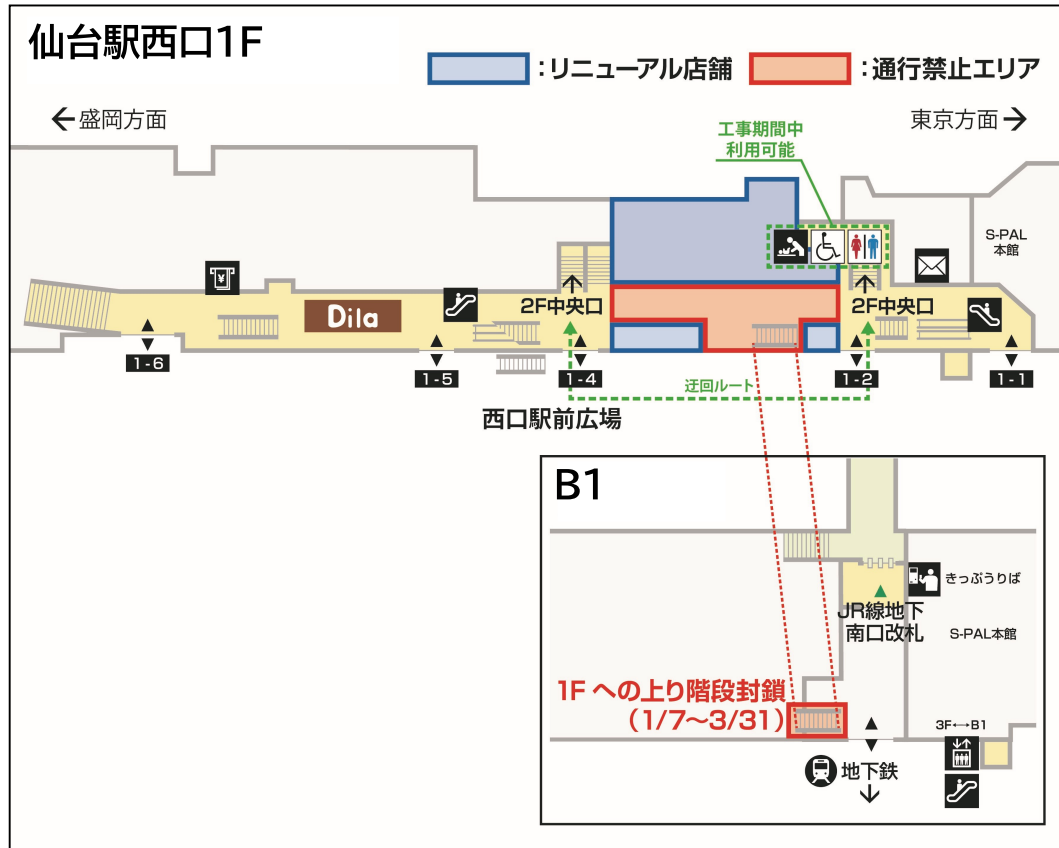 仙台駅西口1F
：リニューアル店舗
：通行禁止エリア
←盛岡方面
東京方面→
工事期間中
利用可能
S-PAL
本館
¥
Dila
2F中央口
2F中央口
1-6
1-5
1-4
1-2
1-1
迂回ルート
西口駅前広場
B1
きっぷうりば
JR線地下
南口改札
S-PAL本館
1Fへの上り階段封鎖
（1/7～3/31）
3F↔B1
地下鉄